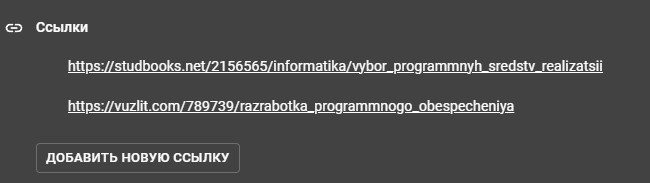 Ссылки
https://studbooks.net/2156565/informatika/vybor_programmnyh_sredstv_realizatsii
https://vuzlit.com/789739/razrabotka_programmnogo_obespecheniya
ДОБАВИТЬ НОВУЮ ССЫЛКУ